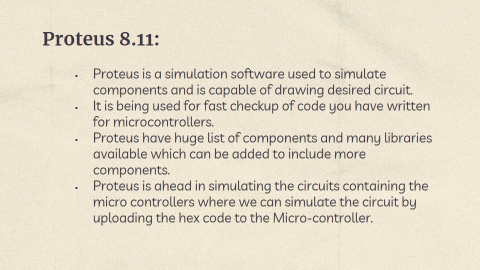 Proteus 8.11:
• Proteus is a simulation software used to simulate
components and is capable of drawing desired circuit.
• It is being used for fast checkup of code you have written
for microcontrollers.
• Proteus have huge list of components and many libraries
available which can be added to include more
components.
• Proteus is ahead in simulating the circuits containing the
micro controllers where we can simulate the circuit by
uploading the hex code to the Micro-controller.